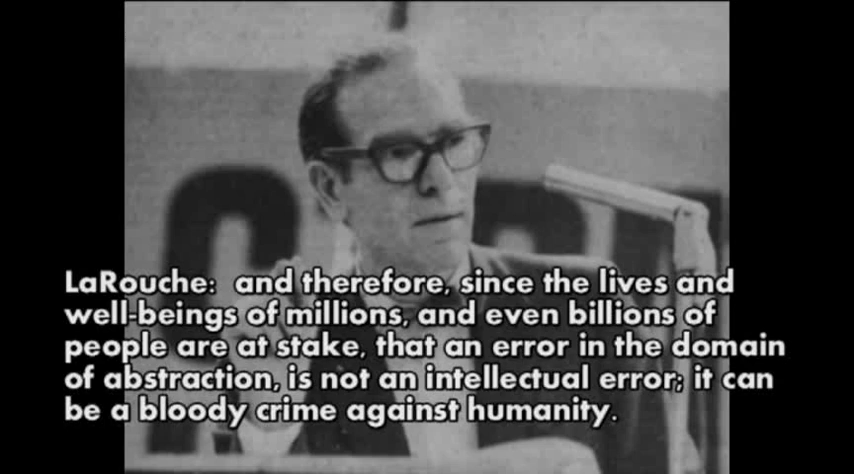 LaRouche:  and therefore, since the lives and
well-beings of millions, and even billions of
people are at stake, that an error in the domain
of abstraction, is not an intellectual error; it can
be a bloody crime against humanity.